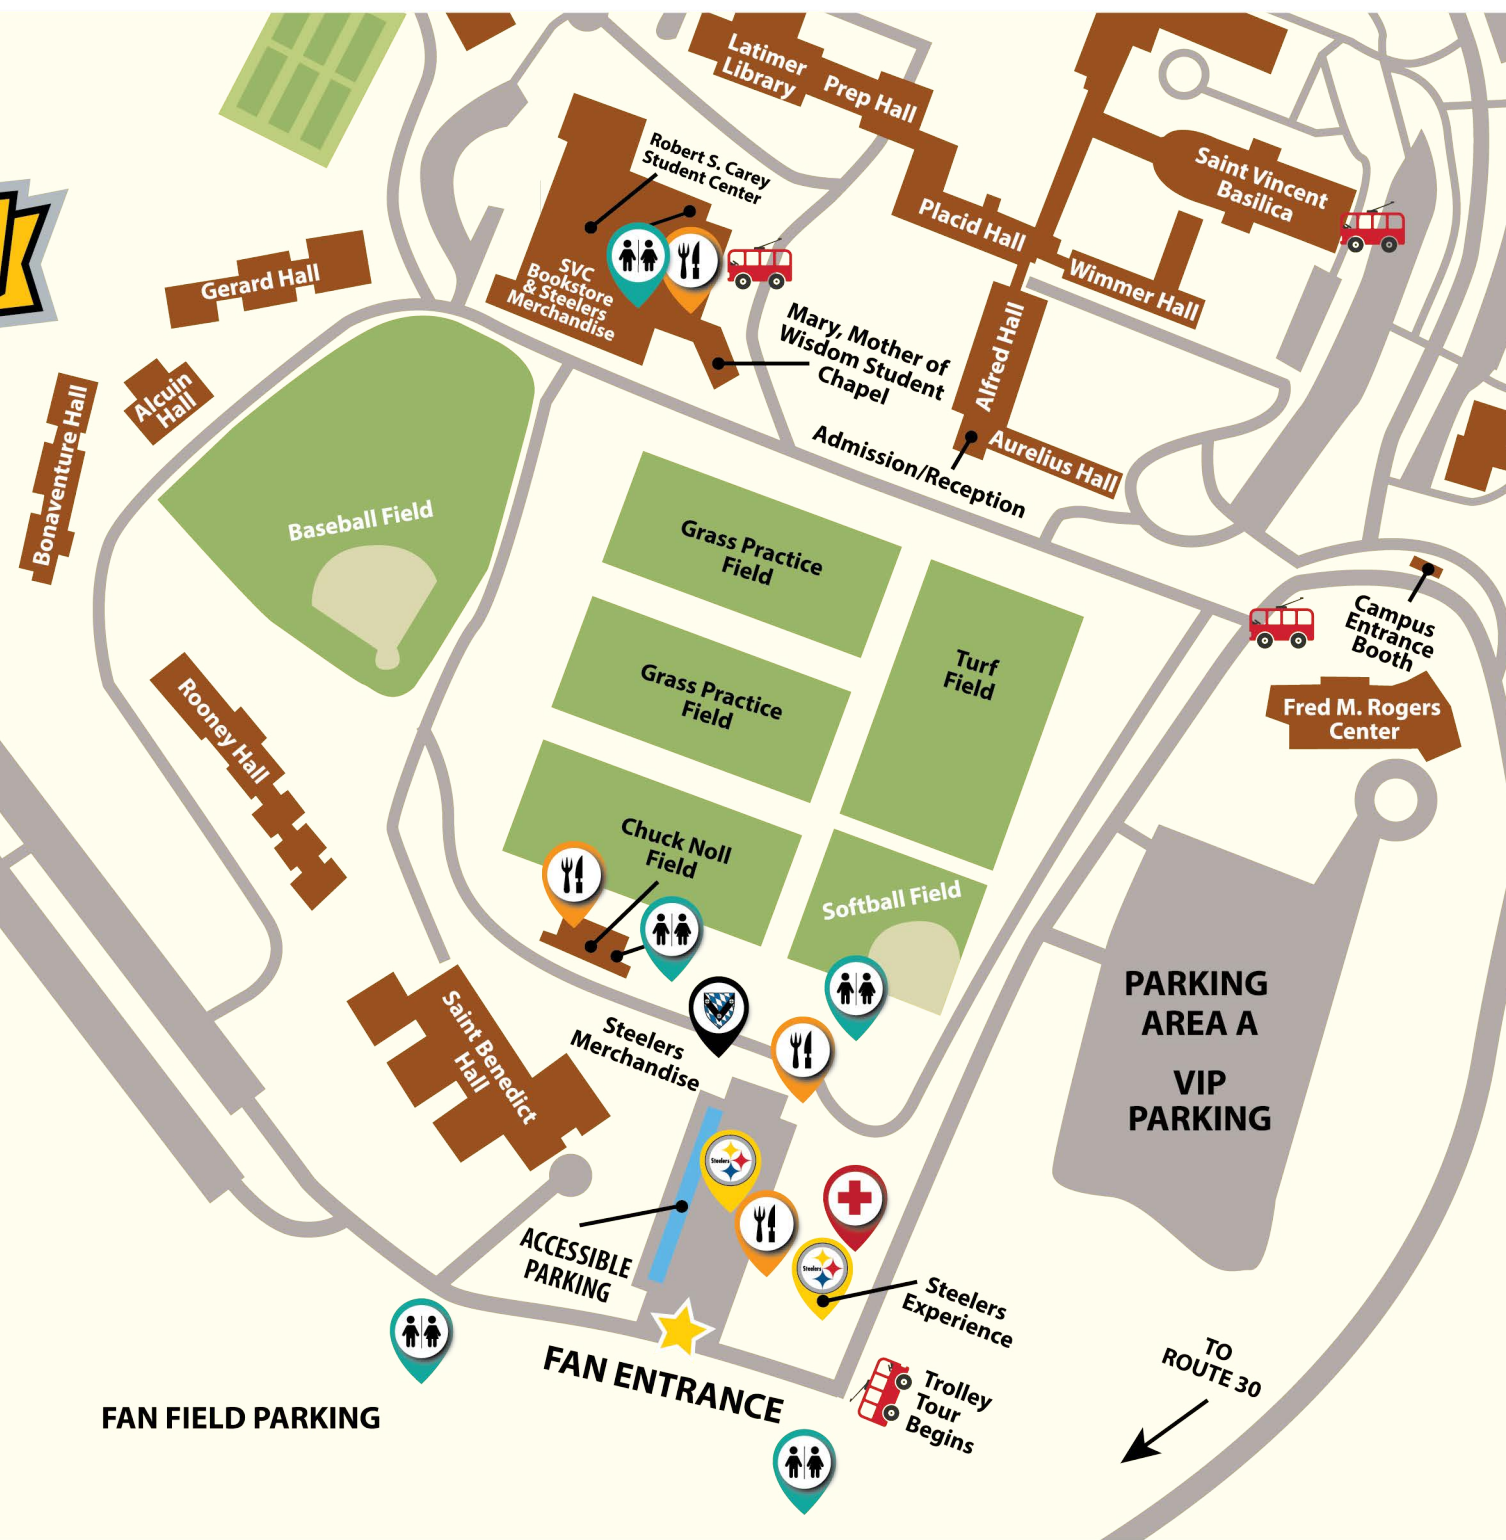 Latimer
Library
Prep Hall
Robert S. Carey
Student Center
Saint Vincent
Basilica
Placid Hall
Wimmer Hall
Gerard Hall
SVC
Bookstore
& Steelers
Merchandise
Mary, Mother of
Wisdom Student
Chapel
Alfred Hall
Alcuin
Hall
Bonaventure Hall
Admission/Reception
Aurelius Hall
Baseball Field
Grass Practice
Field
Turf
Field
Campus
Entrance
Booth
Grass Practice
Field
Rooney Hall
Fred M. Rogers
Center
Chuck Noll
Field
Softball Field
PARKING
AREA A
VIP
PARKING
Saint Benedict
Hall
Steelers
Merchandise
Steelers
ACCESSIBLE
PARKING
Steelers
Steelers
Experience
FAN ENTRANCE
Trolley
Tour
Begins
TO
ROUTE 30
FAN FIELD PARKING